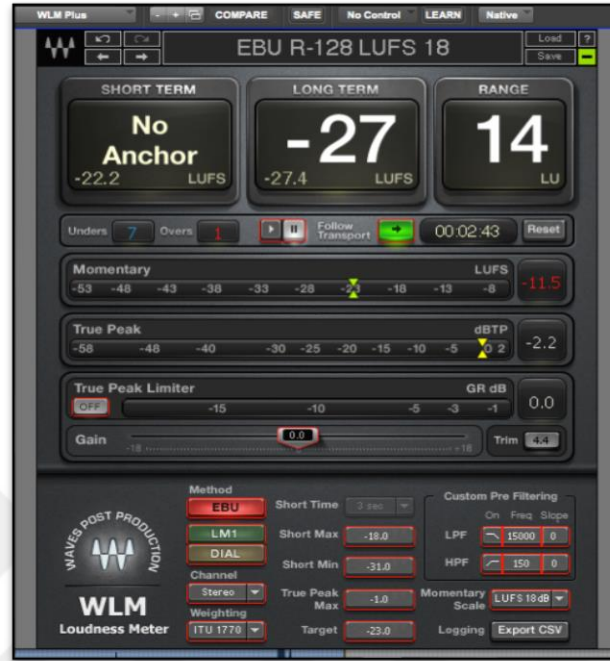 WLM Plus - + COMPARE SAFE No Control LEARN Native
EBU R-128 LUFS 18 Load ?
Save
SHORT TERM LONG TERM RANGE
No
Anchor
-27
14
-22.2 LUFS -27.4 LUFS LU
Unders 7 Overs 1 Follow
Transport 00:02:43 Reset
Momentary LUFS
-53 -48 -43 -38 -33 -28 -23 -18 -13 -8 -11.5
True Peak dBTP
-58 -48 -40 -30 -25 -20 -15 -10 -5 0 2 -2.2
True Peak Limiter GR dB
OFF -15 -10 -5 -3 -1 0.0
Gain -18 0.0 +18 Trim 4.4
WAVES POST PRODUCTION
WLM
Loudness Meter
Method
EBU
LM1
DIAL
Channel
Stereo
Weighting
ITU 1770
Short Time 3 sec
Short Max -18.0
Short Min -31.0
True Peak
Max -1.0
Target -23.0
Custom Pre Filtering
On Freq Slope
LPF 15000 0
HPF 150 0
Momentary
Scale LUFS 18 dB
Logging Export CSV